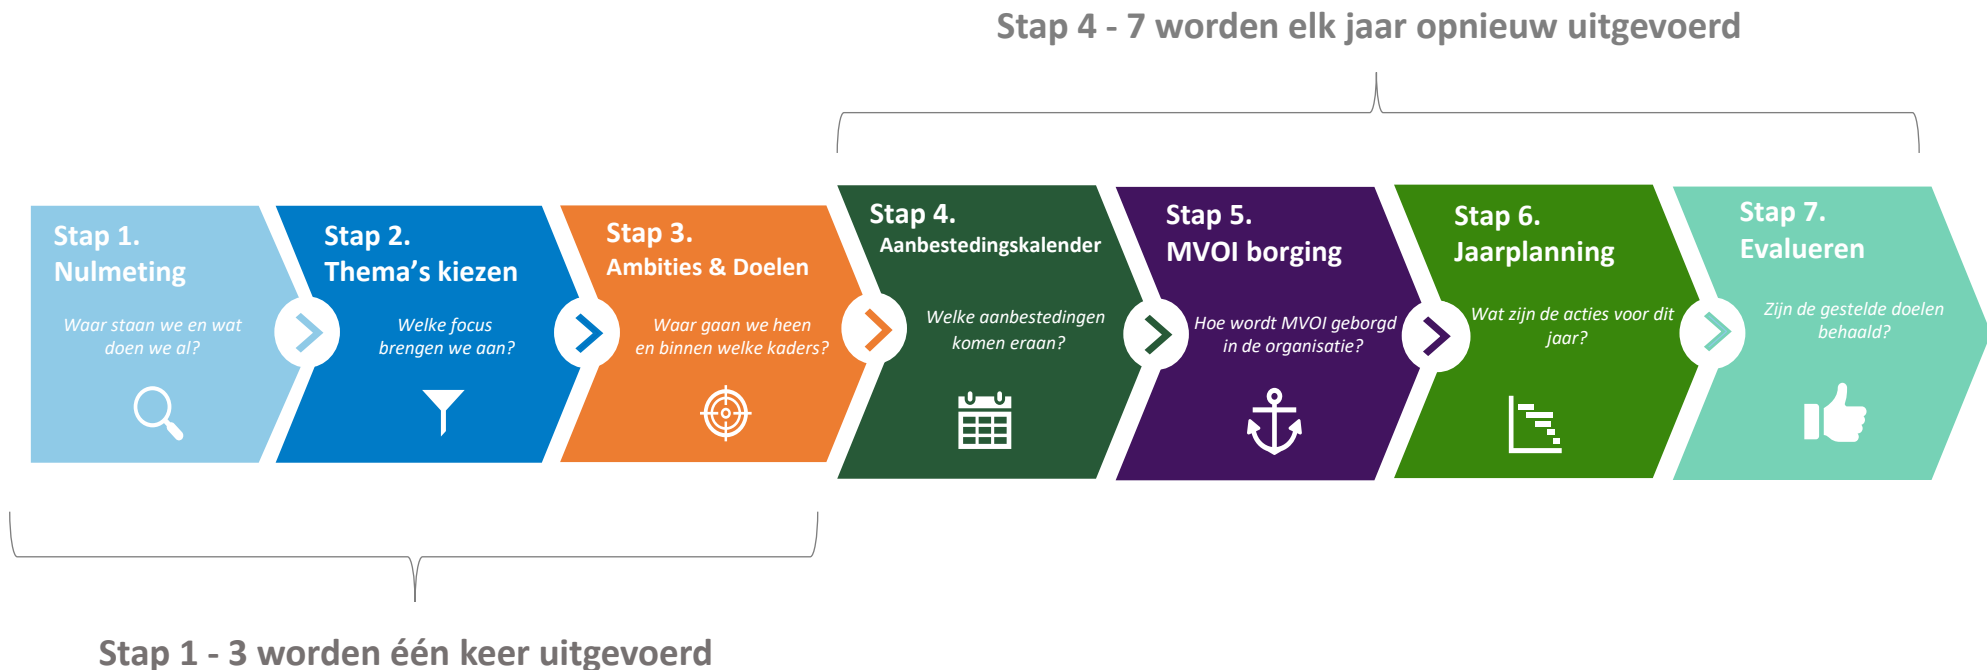 Stap 4 - 7 worden elk jaar opnieuw uitgevoerd
Stap 1.
Nulmeting
Waar staan we en wat
doen we al?
Stap 2.
Thema’s kiezen
Welke focus
brengen we aan?
Stap 3.
Ambities & Doelen
Waar gaan we heen
en binnen welke kaders?
Stap 4.
Aanbestedingskalender
Welke aanbestedingen
komen eraan?
Stap 5.
MVOI borging
Hoe wordt MVOI geborgd
in de organisatie?
Stap 6.
Jaarplanning
Wat zijn de acties voor dit
jaar?
Stap 7.
Evalueren
Zijn de gestelde doelen
behaald?
Stap 1 - 3 worden één keer uitgevoerd